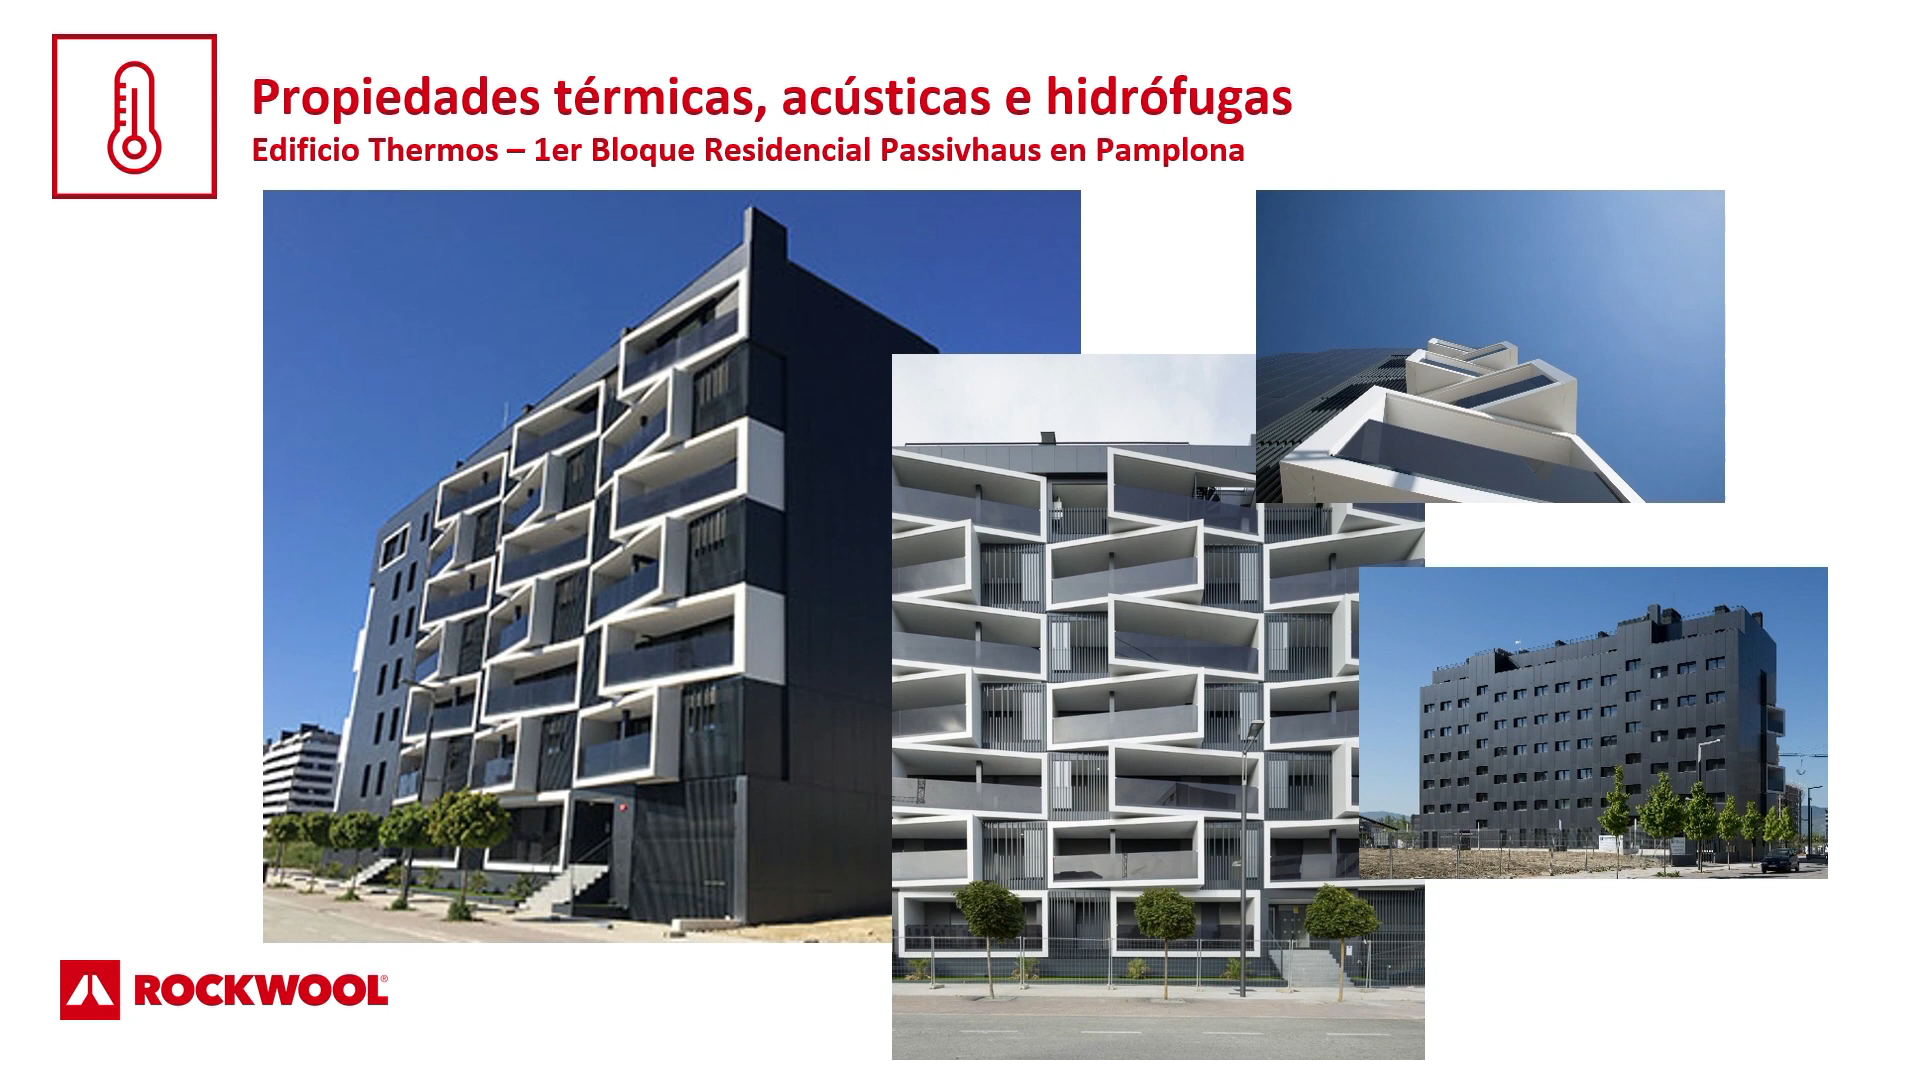 Propiedades térmicas, acústicas e hidrófugas
Edificio Thermos – 1er Bloque Residencial Passivhaus en Pamplona
ROCKWOOL®